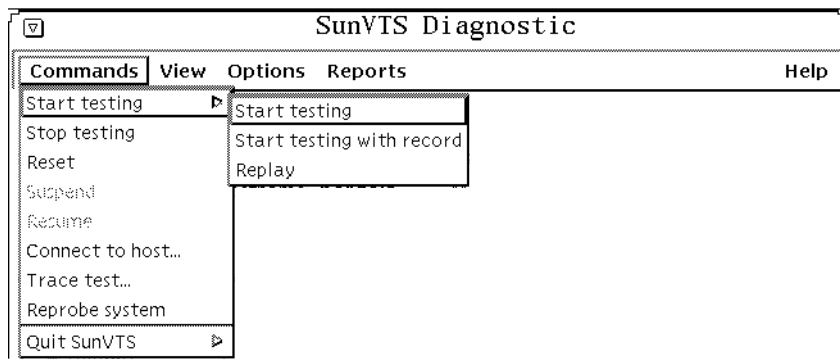 SunVTS Diagnostic
Commands View Options Reports Help
Start testing
Stop testing
Reset
Suspend
Resume
Connect to host...
Trace test...
Reprobe system
Quit SunVTS
Start testing
Start testing with record
Replay